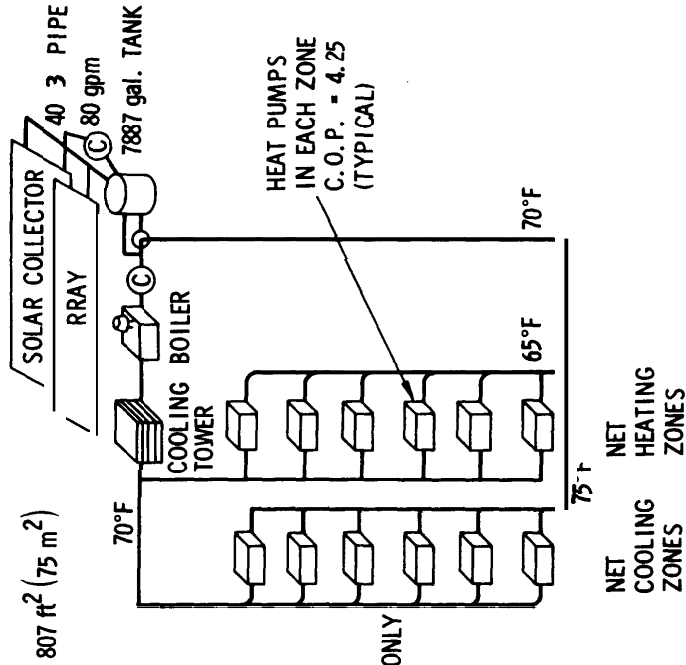 807 ft² (75 m²)
SOLAR COLLECTOR
RRAY
40 3 PIPE
80 gpm
C
7887 gal. TANK
C
BOILER
COOLING
TOWER
70°F
HEAT PUMPS
IN EACH ZONE
C.O.P. = 4.25
(TYPICAL)
ONLY
65°F
70°F
NET
COOLING
ZONES
NET
HEATING
ZONES